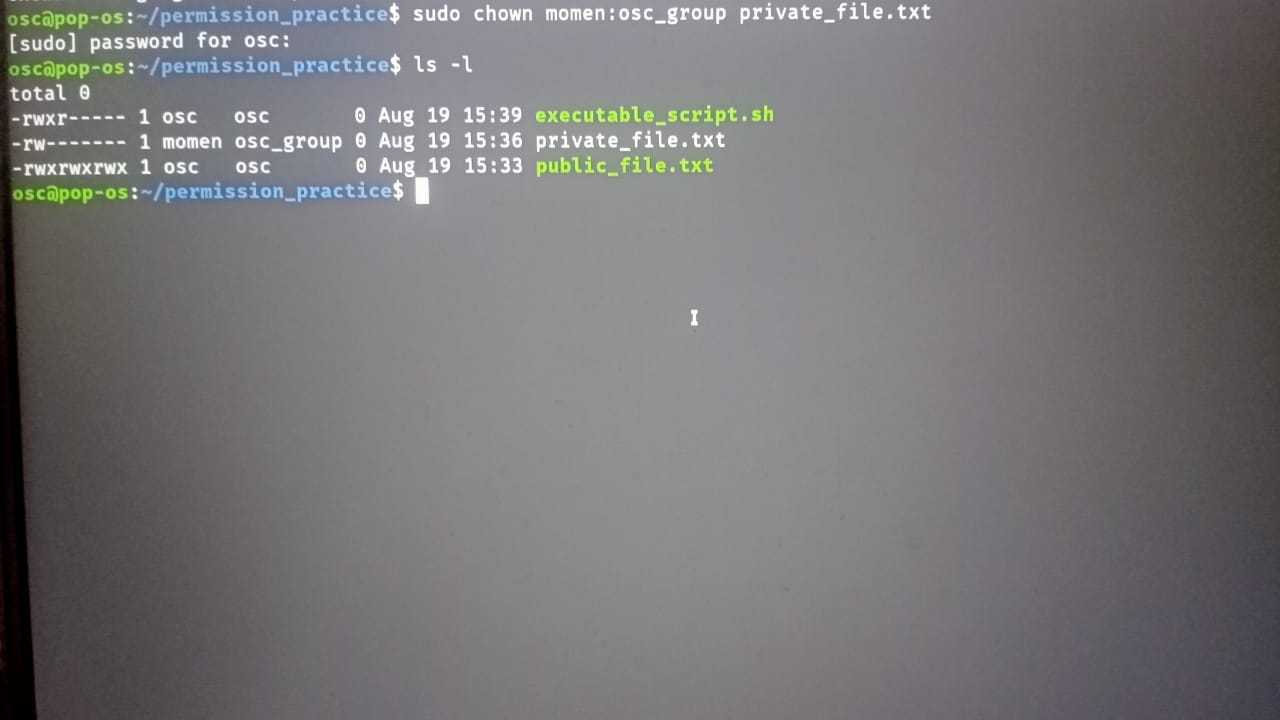 osc@pop-os:~/permission_practice$ sudo chown momen:osc_group private_file.txt
[sudo] password for osc:
osc@pop-os:~/permission_practice$ ls -l
total 0
-rwxr----- 1 osc   osc       0 Aug 19 15:39 executable_script.sh
-rw------- 1 momen osc_group 0 Aug 19 15:36 private_file.txt
-rwxrwxrwx 1 osc   osc       0 Aug 19 15:33 public_file.txt
osc@pop-os:~/permission_practice$